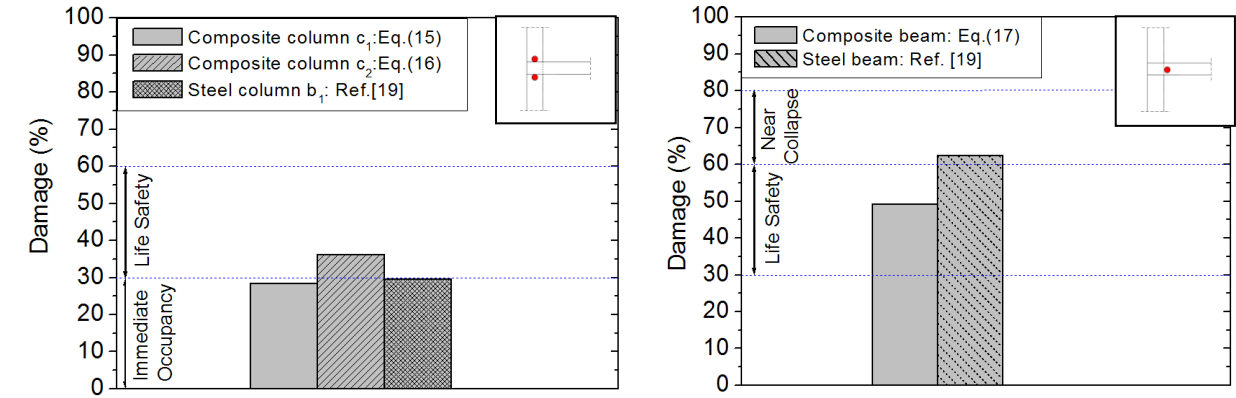 100
90
80
70
60
50
40
30
20
10
0
Damage (%)
Composite column c1:Eq.(15)
Composite column c2:Eq.(16)
Steel column b1: Ref.[19]
Life Safety
Immediate
Occupancy
100
90
80
70
60
50
40
30
20
10
0
Damage (%)
Composite beam: Eq.(17)
Steel beam: Ref. [19]
Near
Collapse
Life Safety